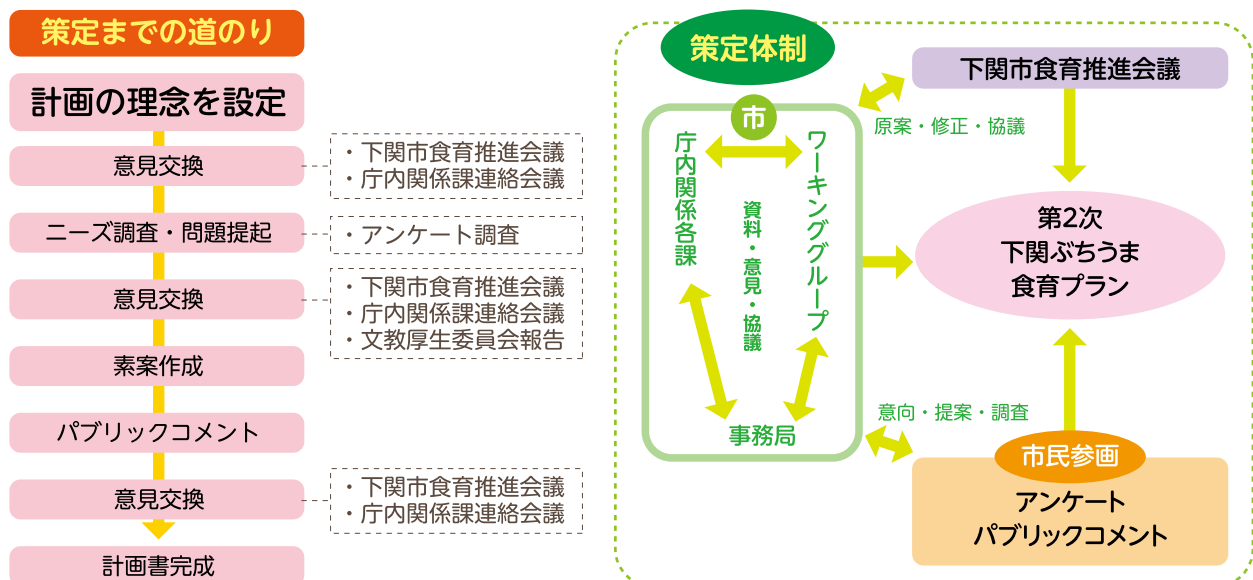 策定までの道のり
計画の理念を設定
意見交換
・下関市食育推進会議
・庁内関係課連絡会議
ニーズ調査・問題提起
・アンケート調査
意見交換
・下関市食育推進会議
・庁内関係課連絡会議
・文教厚生委員会報告
素案作成
パブリックコメント
意見交換
・下関市食育推進会議
・庁内関係課連絡会議
計画書完成
策定体制
市
庁内関係各課
資料・意見・協議
ワーキンググループ
事務局
下関市食育推進会議
原案・修正・協議
第2次
下関ぶちうま
食育プラン
意向・提案・調査
市民参画
アンケート
パブリックコメント